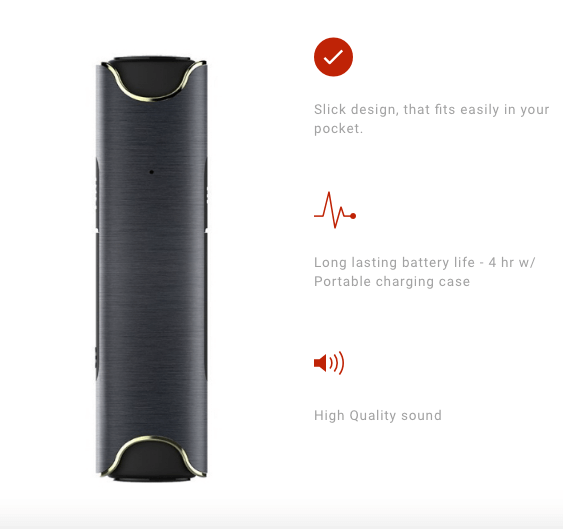 Slick design, that fits easily in your
pocket.
Long lasting battery life - 4 hr w/
Portable charging case
High Quality sound